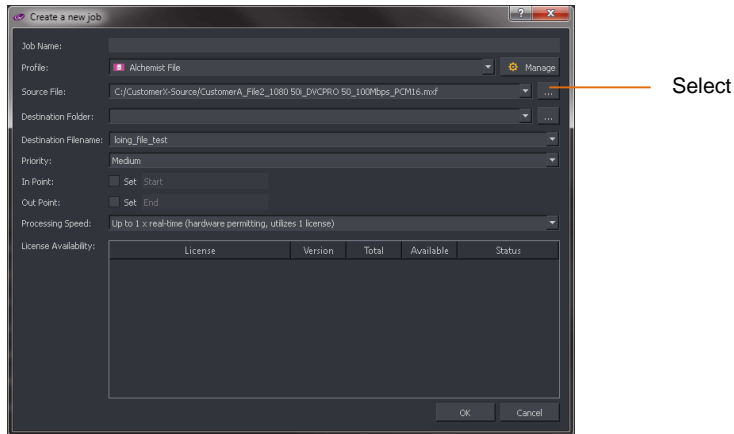 Create a new job
Job Name:
Profile: Alchemist File Manage
Source File: C:/CustomerX-Source/CustomerA_File2_1080 50i_DVCPRO 50_100Mbps_PCM16.mxf ... Select
Destination Folder: ...
Destination Filename: loing_file_test
Priority: Medium
In Point: Set Start
Out Point: Set End
Processing Speed: Up to 1 x real-time (hardware permitting, utilizes 1 license)
License Availability: License Version Total Available Status
OK Cancel